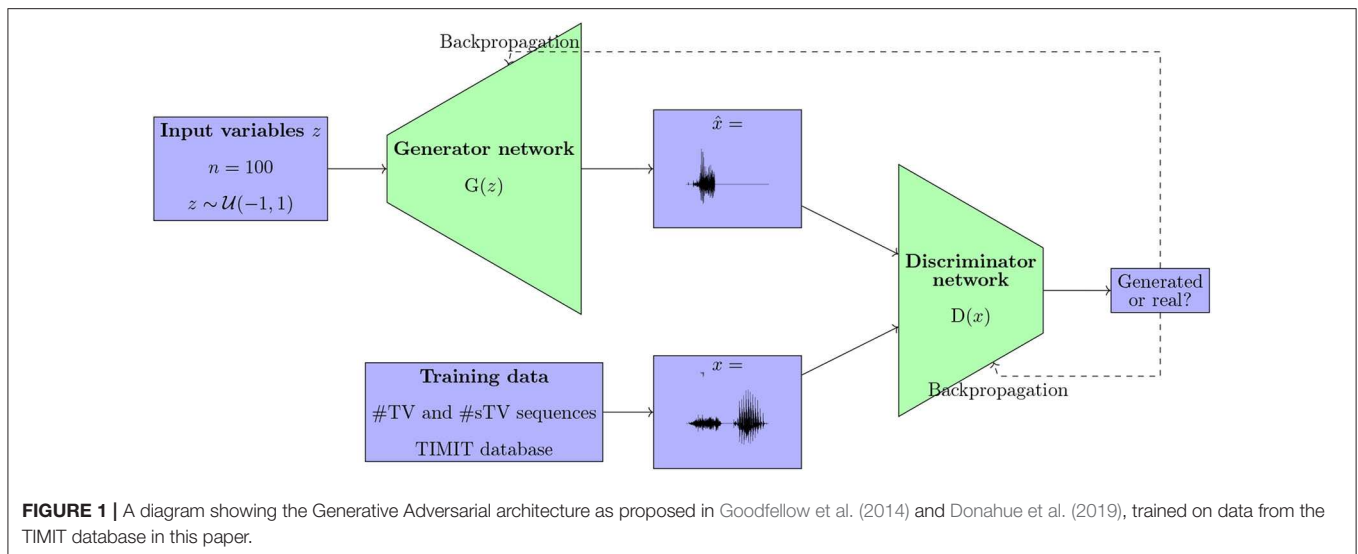 Backpropagation
Input variables z
n = 100
z ∼ U(−1, 1)
Generator network
G(z)
x̂ =
Discriminator
network
D(x)
Generated
or real?
Backpropagation
Training data
#TV and #sTV sequences
TIMIT database
x =
FIGURE 1 | A diagram showing the Generative Adversarial architecture as proposed in Goodfellow et al. (2014) and Donahue et al. (2019), trained on data from the
TIMIT database in this paper.